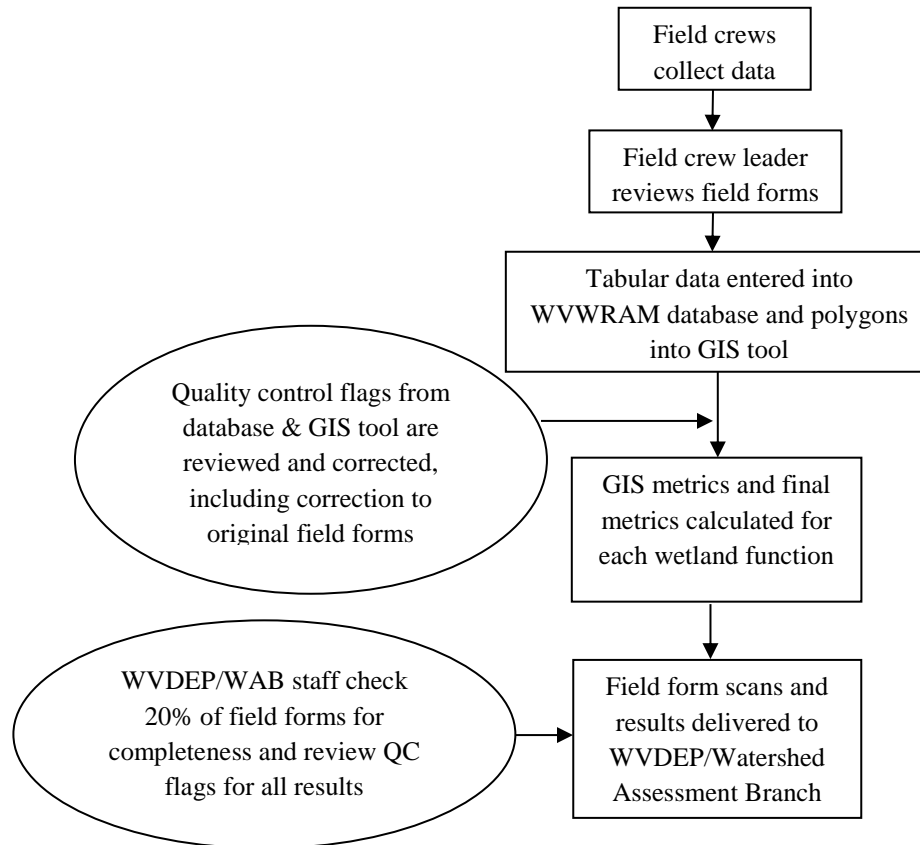 Field crews
collect data
Field crew leader
reviews field forms
Tabular data entered into
WVWRAM database and polygons
into GIS tool
Quality control flags from
database & GIS tool are
reviewed and corrected,
including correction to
original field forms
GIS metrics and final
metrics calculated for
each wetland function
WVDEP/WAB staff check
20% of field forms for
completeness and review QC
flags for all results
Field form scans and
results delivered to
WVDEP/Watershed
Assessment Branch